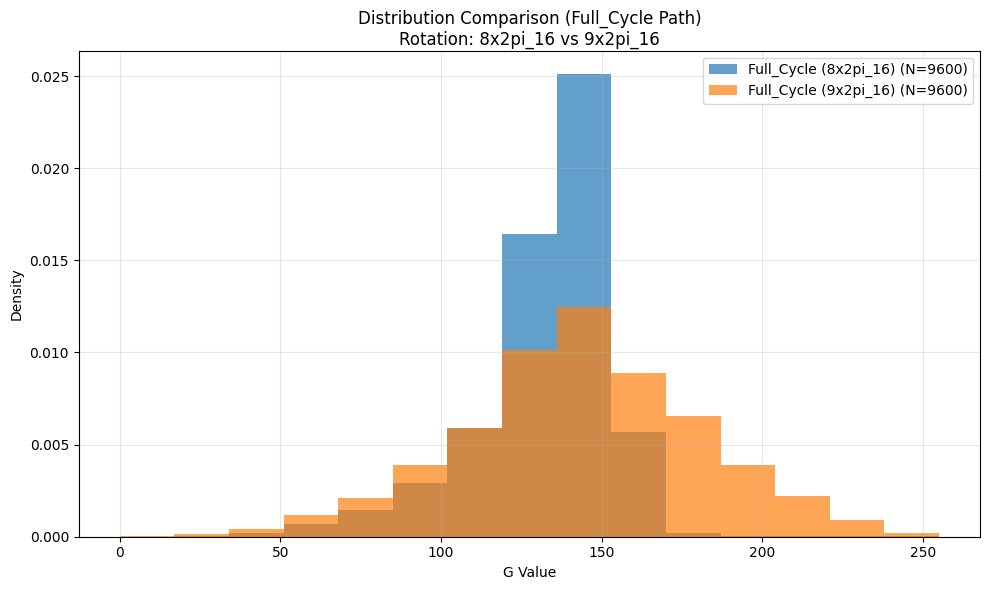 Distribution Comparison (Full_Cycle Path)
Rotation: 8x2pi_16 vs 9x2pi_16
Full_Cycle (8x2pi_16) (N=9600)
Full_Cycle (9x2pi_16) (N=9600)
Density
0.025
0.020
0.015
0.010
0.005
0.000
0 50 100 150 200 250
G Value